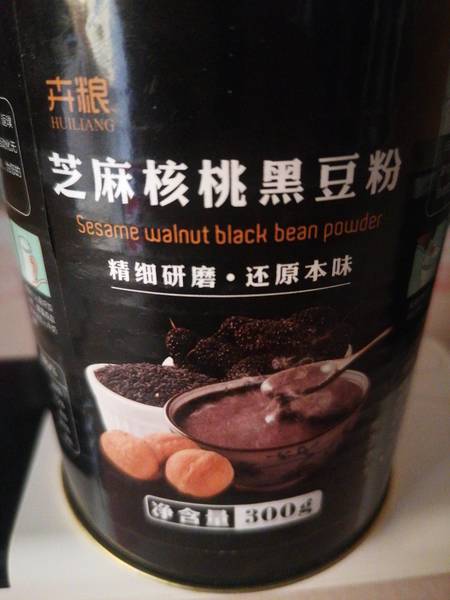 卉粮
HUILIANG
芝麻核桃黑豆粉
Sesame walnut black bean powder
精细研磨·还原本味
净含量 300g